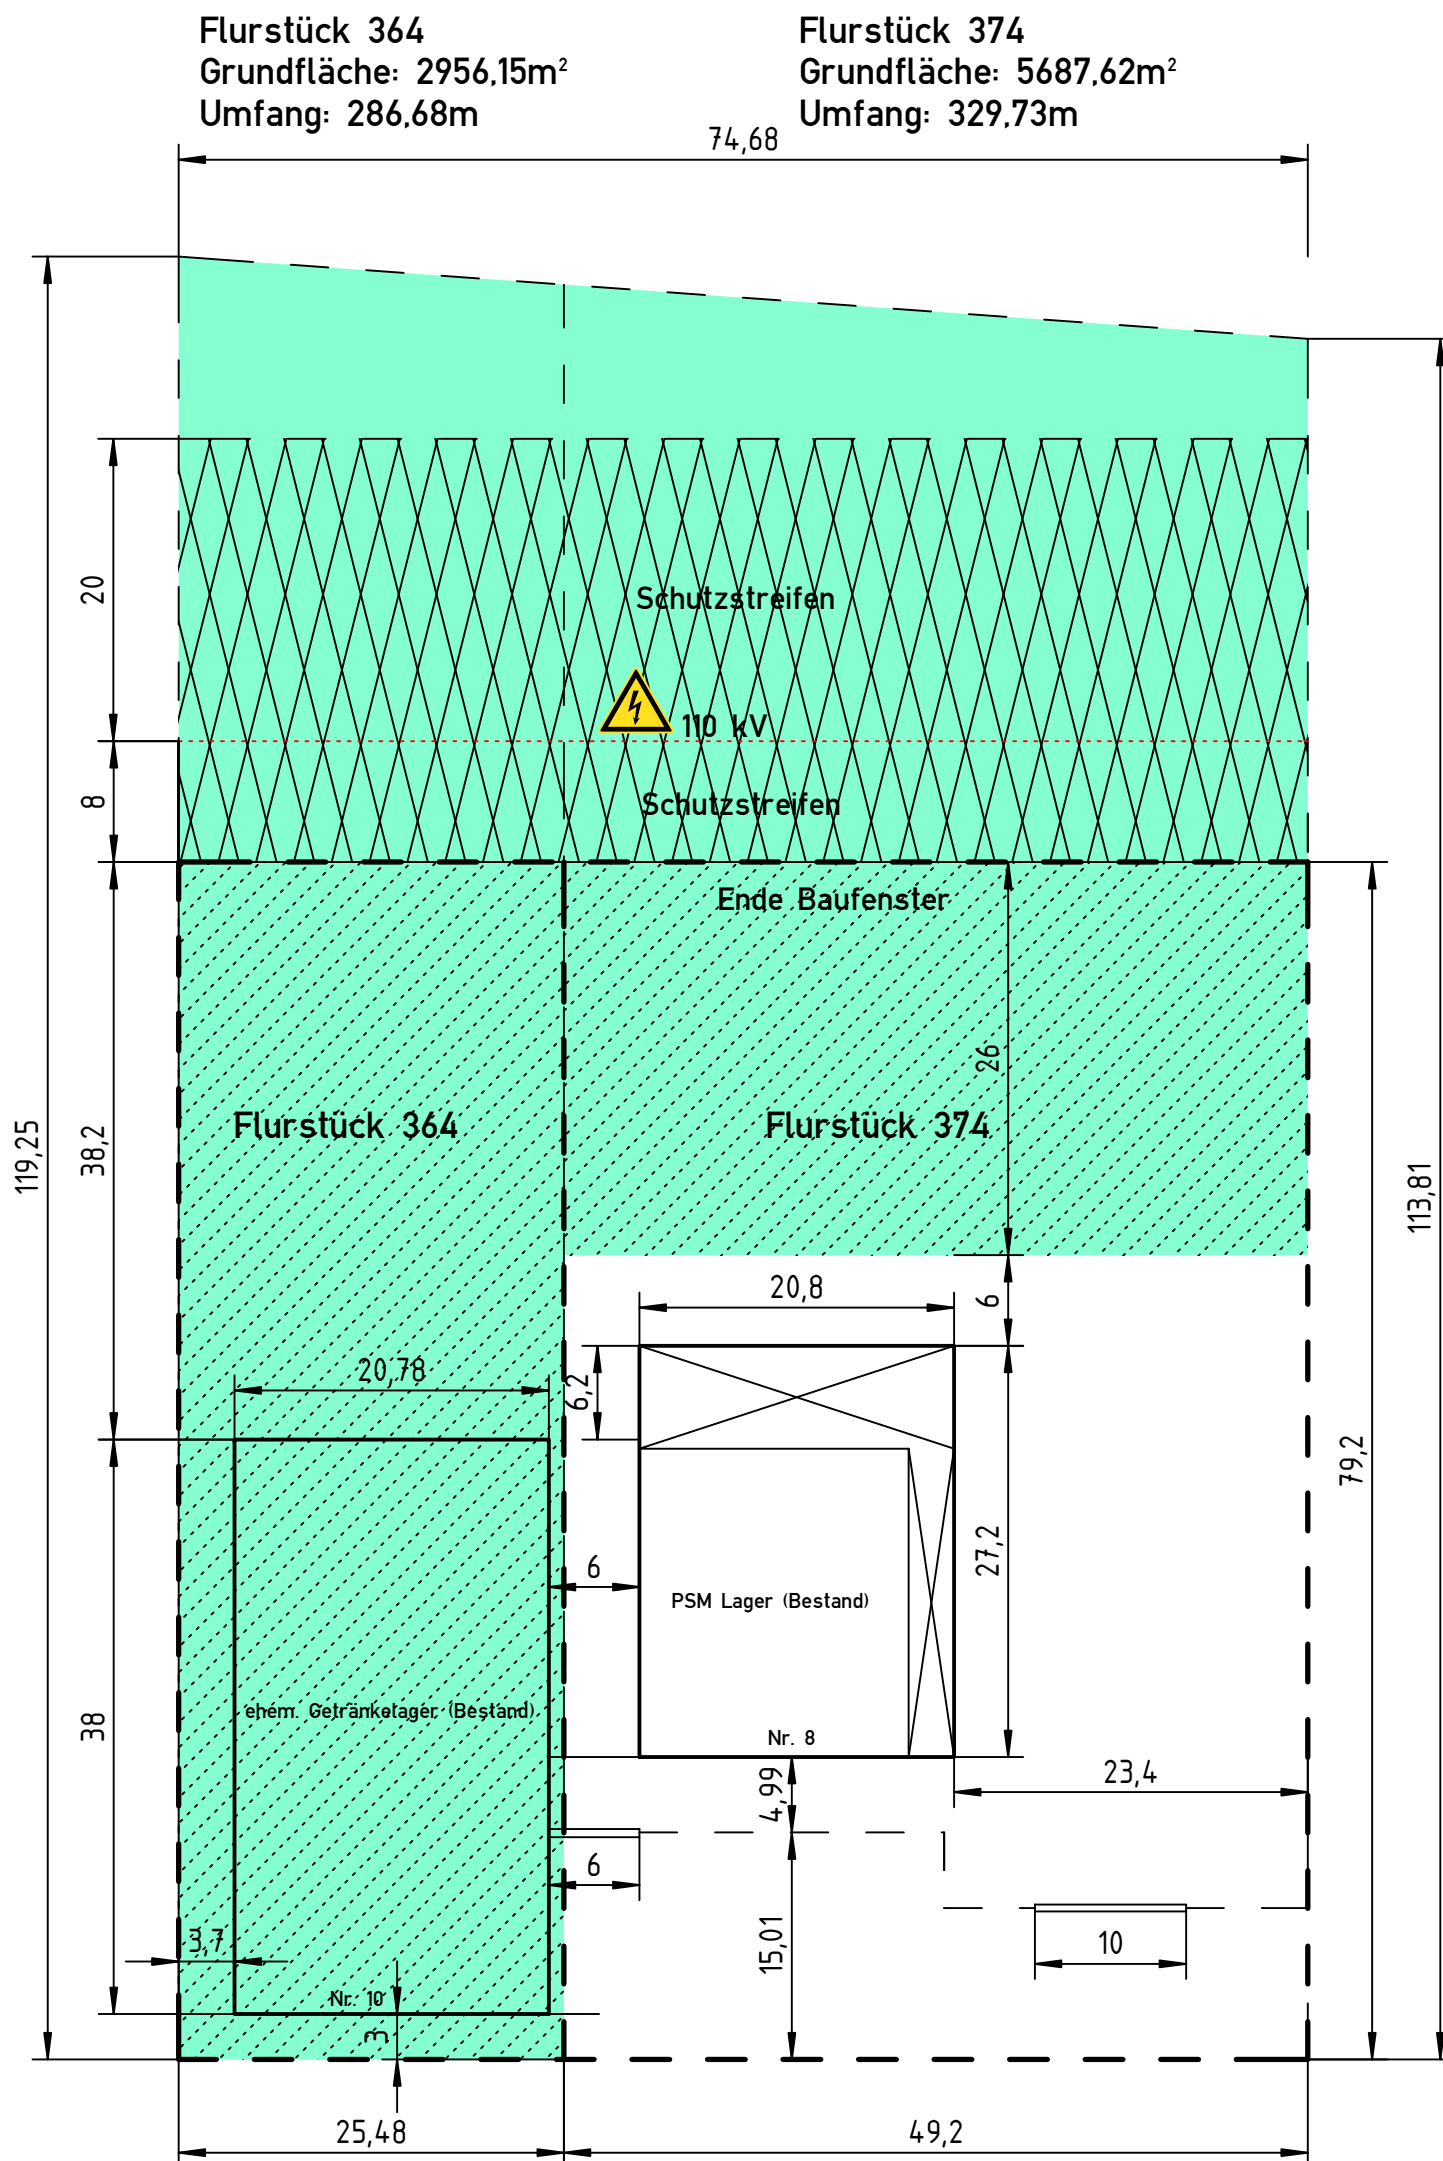 Flurstück 364
Grundfläche: 2956,15m²
Umfang: 286,68m
Flurstück 374
Grundfläche: 5687,62m²
Umfang: 329,73m
74,68
20
Schutzstreifen
110 kV
8
Schutzstreifen
Ende Baufenster
26
119,25
38,2
Flurstück 364
Flurstück 374
113,81
20,8
6
20,78
6,2
79,2
27,2
6
PSM Lager (Bestand)
38
ehem. Getränkelager (Bestand)
Nr. 8
4,99
23,4
6
15,01
3,7
10
Nr. 10
3
25,48
49,2